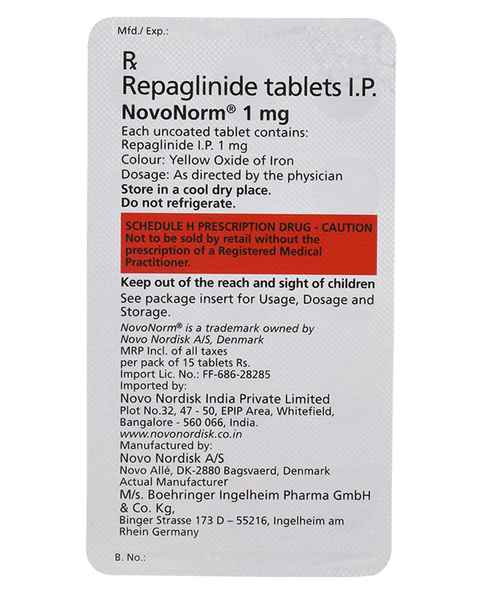 Mfd./ Exp.:
Rx
Repaglinide tablets I.P.
NovoNorm® 1 mg
Each uncoated tablet contains:
Repaglinide I.P. 1 mg
Colour: Yellow Oxide of Iron
Dosage: As directed by the physician
Store in a cool dry place.
Do not refrigerate.
SCHEDULE H PRESCRIPTION DRUG - CAUTION
Not to be sold by retail without the
prescription of a Registered Medical
Practitioner.
Keep out of the reach and sight of children
See package insert for Usage, Dosage and
Storage.
NovoNorm® is a trademark owned by
Novo Nordisk A/S, Denmark
MRP Incl. of all taxes
per pack of 15 tablets Rs.
Import Lic. No.: FF-686-28285
Imported by:
Novo Nordisk India Private Limited
Plot No.32, 47 - 50, EPIP Area, Whitefield,
Bangalore - 560 066, India.
www.novonordisk.co.in
Manufactured by:
Novo Nordisk A/S
Novo Allé, DK-2880 Bagsvaerd, Denmark
Actual Manufacturer
M/s. Boehringer Ingelheim Pharma GmbH
& Co. Kg,
Binger Strasse 173 D – 55216, Ingelheim am
Rhein Germany
B. No.: